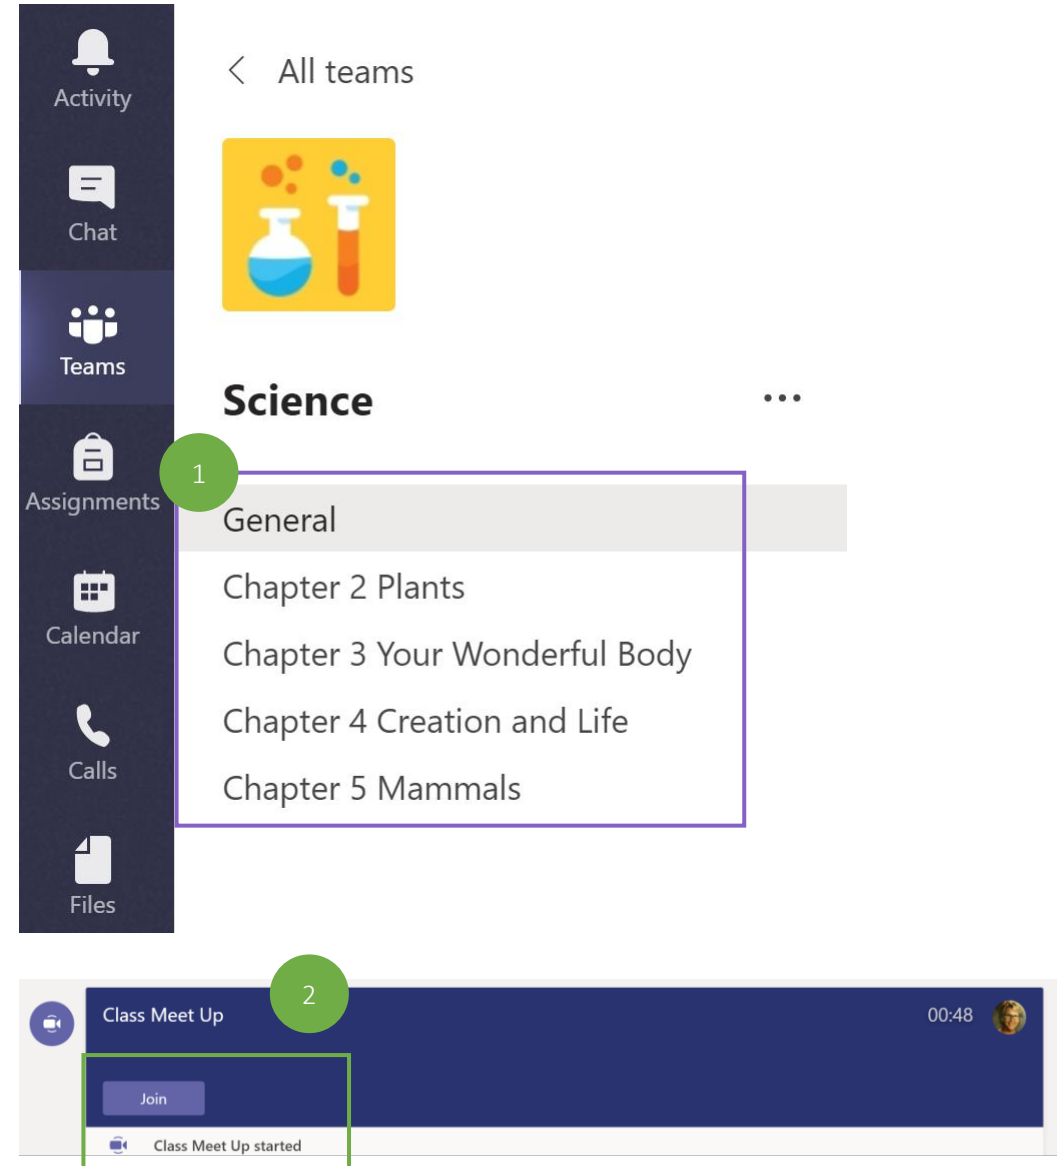 Activity
Chat
Teams
Assignments
Calendar
Calls
Files
All teams
Science
1
General
Chapter 2 Plants
Chapter 3 Your Wonderful Body
Chapter 4 Creation and Life
Chapter 5 Mammals
2
Class Meet Up 00:48
Join
Class Meet Up started